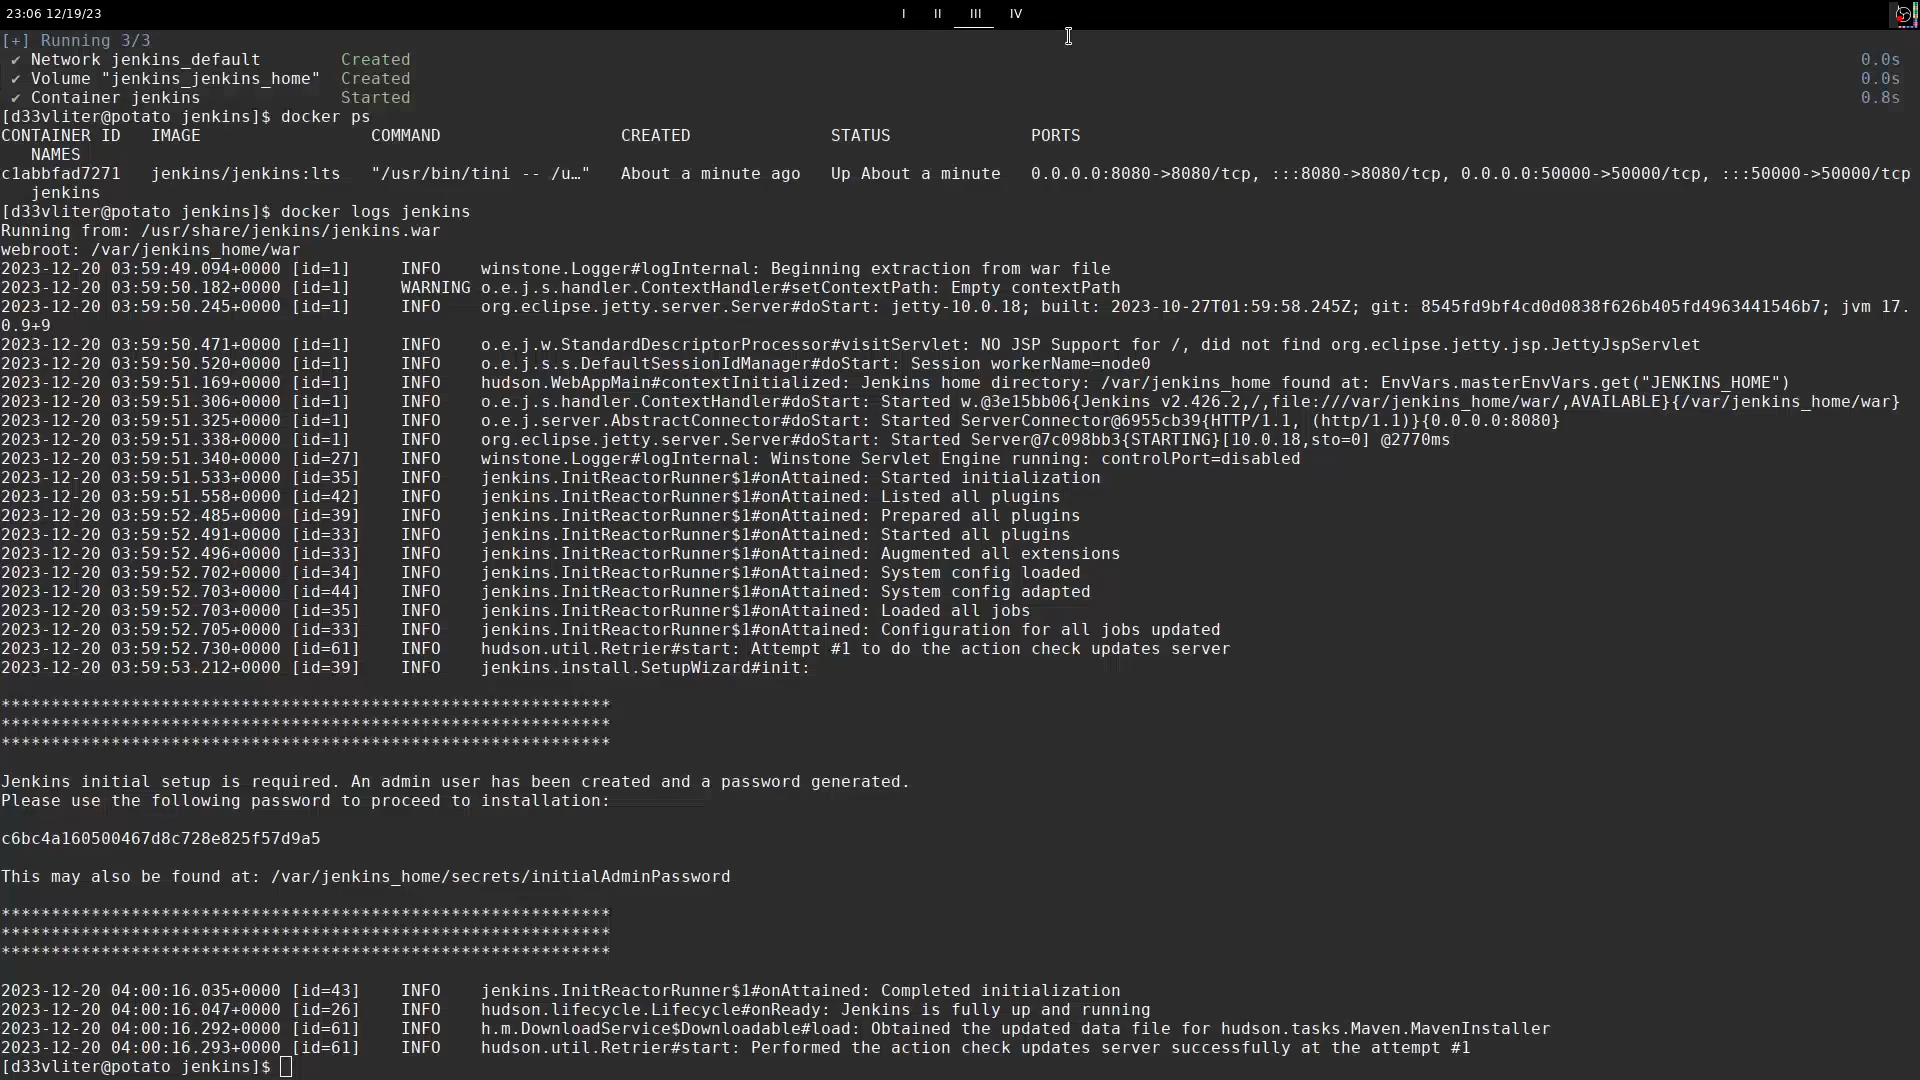 23:06 12/19/23 I II III IV
[+] Running 3/3
✔ Network jenkins_default Created 0.0s
✔ Volume "jenkins_jenkins_home" Created 0.0s
✔ Container jenkins Started 0.8s
[d33vliter@potato jenkins]$ docker ps
CONTAINER ID IMAGE COMMAND CREATED STATUS PORTS
NAMES
c1abbfad7271 jenkins/jenkins:lts "/usr/bin/tini -- /u…" About a minute ago Up About a minute 0.0.0.0:8080->8080/tcp, :::8080->8080/tcp, 0.0.0.0:50000->50000/tcp, :::50000->50000/tcp
jenkins
[d33vliter@potato jenkins]$ docker logs jenkins
Running from: /usr/share/jenkins/jenkins.war
webroot: /var/jenkins_home/war
2023-12-20 03:59:49.094+0000 [id=1] INFO winstone.Logger#logInternal: Beginning extraction from war file
2023-12-20 03:59:50.182+0000 [id=1] WARNING o.e.j.s.handler.ContextHandler#setContextPath: Empty contextPath
2023-12-20 03:59:50.245+0000 [id=1] INFO org.eclipse.jetty.server.Server#doStart: jetty-10.0.18; built: 2023-10-27T01:59:58.245Z; git: 8545fd9bf4cd0d0838f626b405fd4963441546b7; jvm 17.
0.9+9
2023-12-20 03:59:50.471+0000 [id=1] INFO o.e.j.w.StandardDescriptorProcessor#visitServlet: NO JSP Support for /, did not find org.eclipse.jetty.jsp.JettyJspServlet
2023-12-20 03:59:50.520+0000 [id=1] INFO o.e.j.s.s.DefaultSessionIdManager#doStart: Session workerName=node0
2023-12-20 03:59:51.169+0000 [id=1] INFO hudson.WebAppMain#contextInitialized: Jenkins home directory: /var/jenkins_home found at: EnvVars.masterEnvVars.get("JENKINS_HOME")
2023-12-20 03:59:51.306+0000 [id=1] INFO o.e.j.s.handler.ContextHandler#doStart: Started w.@3e15bb06{Jenkins v2.426.2,/,file:///var/jenkins_home/war/,AVAILABLE}{/var/jenkins_home/war}
2023-12-20 03:59:51.325+0000 [id=1] INFO o.e.j.server.AbstractConnector#doStart: Started ServerConnector@6955cb39{HTTP/1.1, (http/1.1)}{0.0.0.0:8080}
2023-12-20 03:59:51.338+0000 [id=1] INFO org.eclipse.jetty.server.Server#doStart: Started Server@7c098bb3{STARTING}[10.0.18,sto=0] @2770ms
2023-12-20 03:59:51.340+0000 [id=27] INFO winstone.Logger#logInternal: Winstone Servlet Engine running: controlPort=disabled
2023-12-20 03:59:51.533+0000 [id=35] INFO jenkins.InitReactorRunner$1#onAttained: Started initialization
2023-12-20 03:59:51.558+0000 [id=42] INFO jenkins.InitReactorRunner$1#onAttained: Listed all plugins
2023-12-20 03:59:52.485+0000 [id=39] INFO jenkins.InitReactorRunner$1#onAttained: Prepared all plugins
2023-12-20 03:59:52.491+0000 [id=33] INFO jenkins.InitReactorRunner$1#onAttained: Started all plugins
2023-12-20 03:59:52.496+0000 [id=33] INFO jenkins.InitReactorRunner$1#onAttained: Augmented all extensions
2023-12-20 03:59:52.702+0000 [id=34] INFO jenkins.InitReactorRunner$1#onAttained: System config loaded
2023-12-20 03:59:52.703+0000 [id=44] INFO jenkins.InitReactorRunner$1#onAttained: System config adapted
2023-12-20 03:59:52.703+0000 [id=35] INFO jenkins.InitReactorRunner$1#onAttained: Loaded all jobs
2023-12-20 03:59:52.705+0000 [id=33] INFO jenkins.InitReactorRunner$1#onAttained: Configuration for all jobs updated
2023-12-20 03:59:52.730+0000 [id=61] INFO hudson.util.Retrier#start: Attempt #1 to do the action check updates server
2023-12-20 03:59:53.212+0000 [id=39] INFO jenkins.install.SetupWizard#init:
*************************************************************
*************************************************************
*************************************************************
Jenkins initial setup is required. An admin user has been created and a password generated.
Please use the following password to proceed to installation:
c6bc4a160500467d8c728e825f57d9a5
This may also be found at: /var/jenkins_home/secrets/initialAdminPassword
*************************************************************
*************************************************************
*************************************************************
2023-12-20 04:00:16.035+0000 [id=43] INFO jenkins.InitReactorRunner$1#onAttained: Completed initialization
2023-12-20 04:00:16.047+0000 [id=26] INFO hudson.lifecycle.Lifecycle#onReady: Jenkins is fully up and running
2023-12-20 04:00:16.292+0000 [id=61] INFO h.m.DownloadService$Downloadable#load: Obtained the updated data file for hudson.tasks.Maven.MavenInstaller
2023-12-20 04:00:16.293+0000 [id=61] INFO hudson.util.Retrier#start: Performed the action check updates server successfully at the attempt #1
[d33vliter@potato jenkins]$